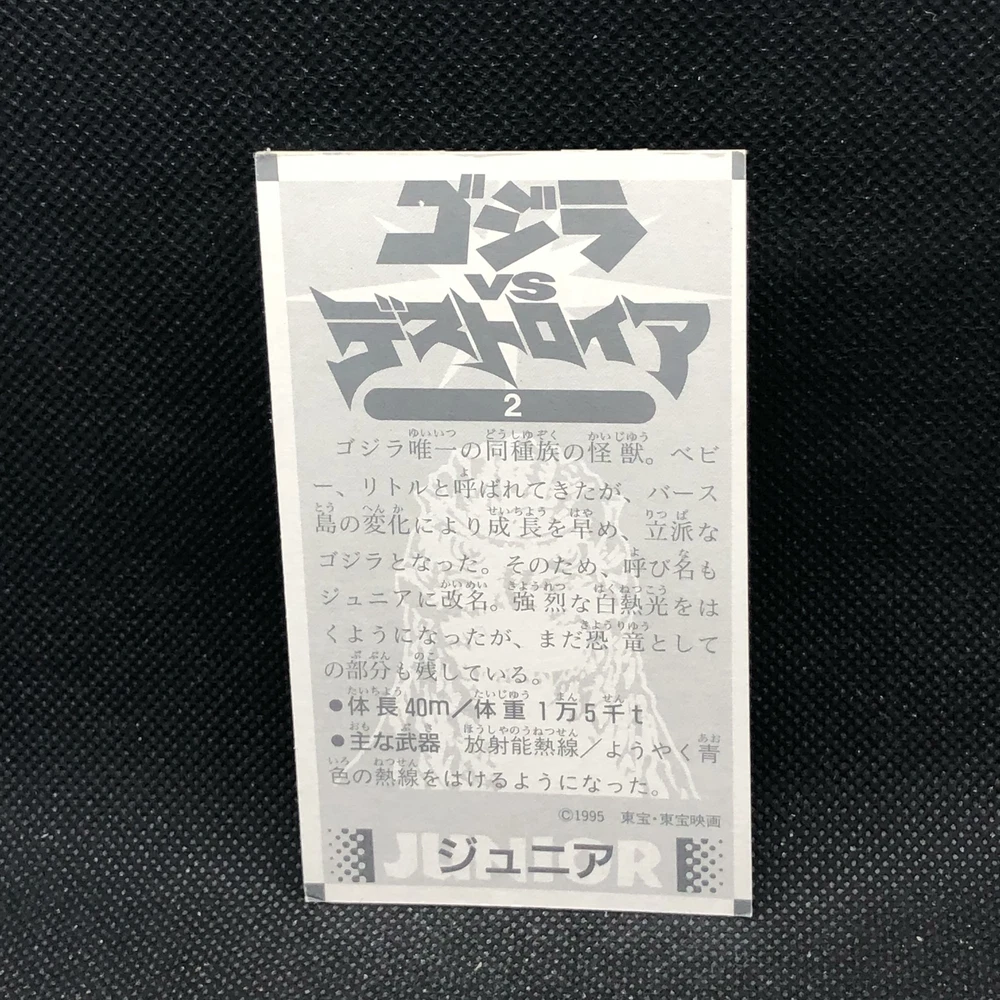 ゴジラ
VS
デストロイア
2
ゴジラ唯一の同種族の怪獣。ベビ
ー、リトルと呼ばれてきたが、バース
島の変化により成長を早め、立派な
ゴジラとなった。そのため、呼び名も
ジュニアに改名。強烈な白熱光をは
くようになったが、まだ恐竜として
の部分も残している。
●体長40m/体重1万5千t
●主な武器 放射能熱線/ようやく青
色の熱線をはけるようになった。
©1995 東宝・東宝映画
JUNIOR
ジュニア